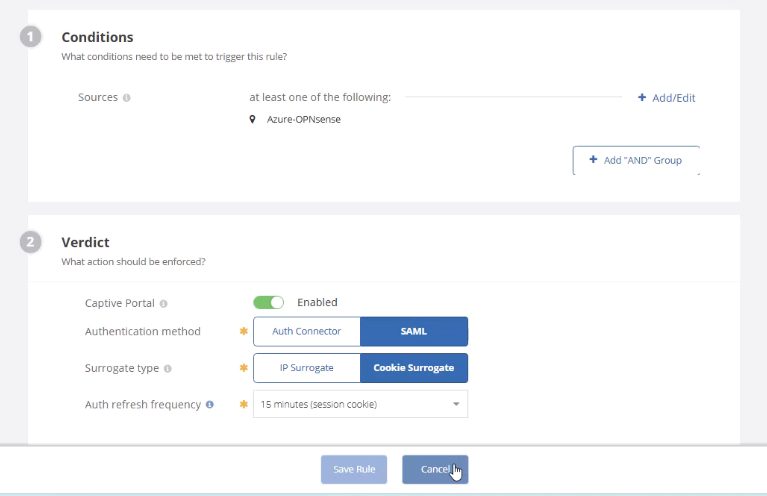 1 Conditions
What conditions need to be met to trigger this rule?
Sources at least one of the following: + Add/Edit
Azure-OPNsense
+ Add "AND" Group
2 Verdict
What action should be enforced?
Captive Portal Enabled
Authentication method * Auth Connector SAML
Surrogate type * IP Surrogate Cookie Surrogate
Auth refresh frequency * 15 minutes (session cookie)
Save Rule Cancel